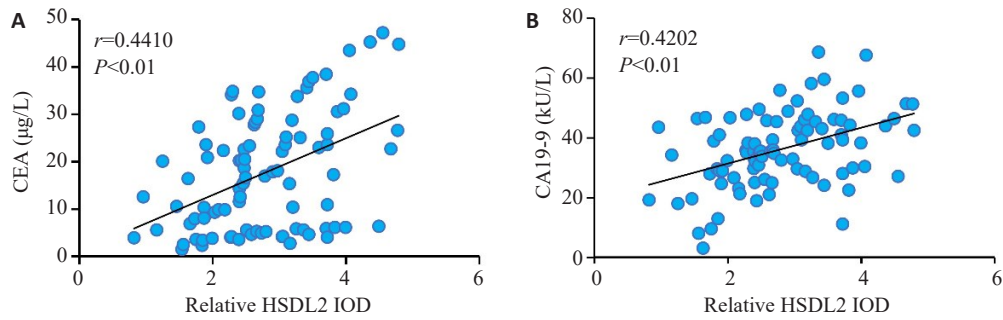 A
r=0.4410
P<0.01
CEA (μg/L)
50
40
30
20
10
0
0
2
4
6
Relative HSDL2 IOD
B
r=0.4202
P<0.01
CA19-9 (kU/L)
80
60
40
20
0
0
2
4
6
Relative HSDL2 IOD